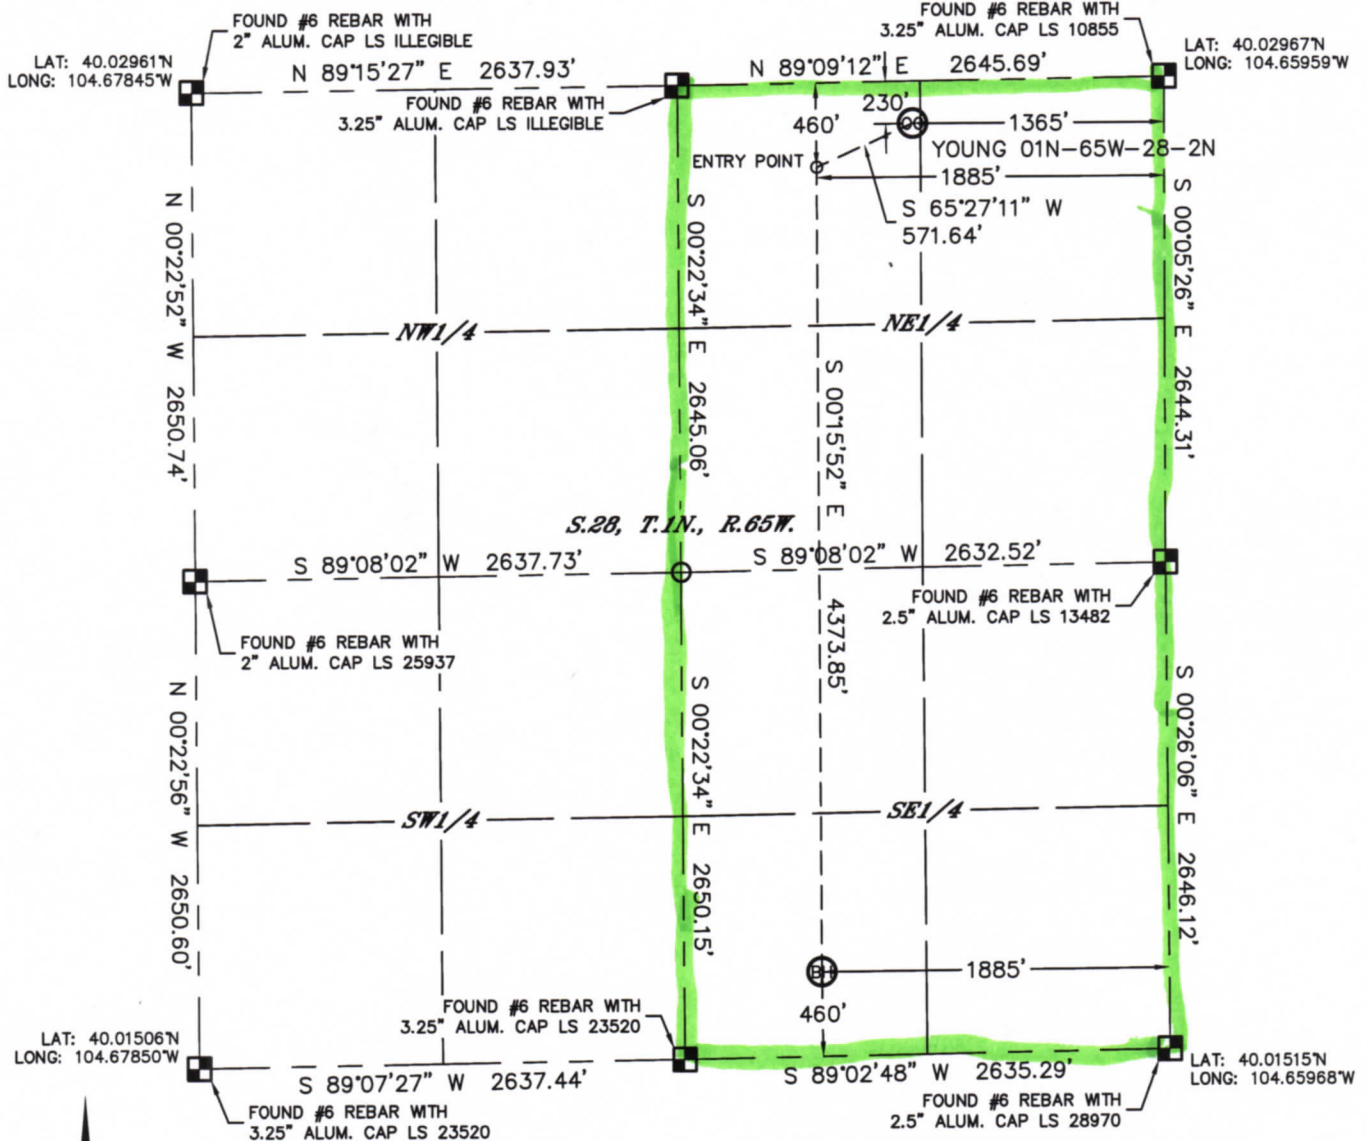 FOUND #6 REBAR WITH
2" ALUM. CAP LS ILLEGIBLE
FOUND #6 REBAR WITH
3.25" ALUM. CAP LS 10855
LAT: 40.02961°N
LONG: 104.67845°W
LAT: 40.02967°N
LONG: 104.65959°W
N 89°15'27" E 2637.93'
N 89°09'12" E 2645.69'
FOUND #6 REBAR WITH
3.25" ALUM. CAP LS ILLEGIBLE
230'
460'
1365'
YOUNG 01N-65W-28-2N
ENTRY POINT
1885'
S 65°27'11" W
571.64'
N 00°22'52" W 2650.74'
S 00°22'34" E 2645.06'
S 00°05'26" E 2644.31'
NW1/4
NE1/4
S 00°15'52" E 4373.85'
S.28, T.1N., R.65W.
S 89°08'02" W 2637.73'
S 89°08'02" W 2632.52'
FOUND #6 REBAR WITH
2.5" ALUM. CAP LS 13482
FOUND #6 REBAR WITH
2" ALUM. CAP LS 25937
N 00°22'56" W 2650.60'
S 00°22'34" E 2650.15'
S 00°26'06" E 2646.12'
SW1/4
SE1/4
BH
1885'
460'
FOUND #6 REBAR WITH
3.25" ALUM. CAP LS 23520
LAT: 40.01506°N
LONG: 104.67850°W
LAT: 40.01515°N
LONG: 104.65968°W
S 89°07'27" W 2637.44'
S 89°02'48" W 2635.29'
FOUND #6 REBAR WITH
3.25" ALUM. CAP LS 23520
FOUND #6 REBAR WITH
2.5" ALUM. CAP LS 28970